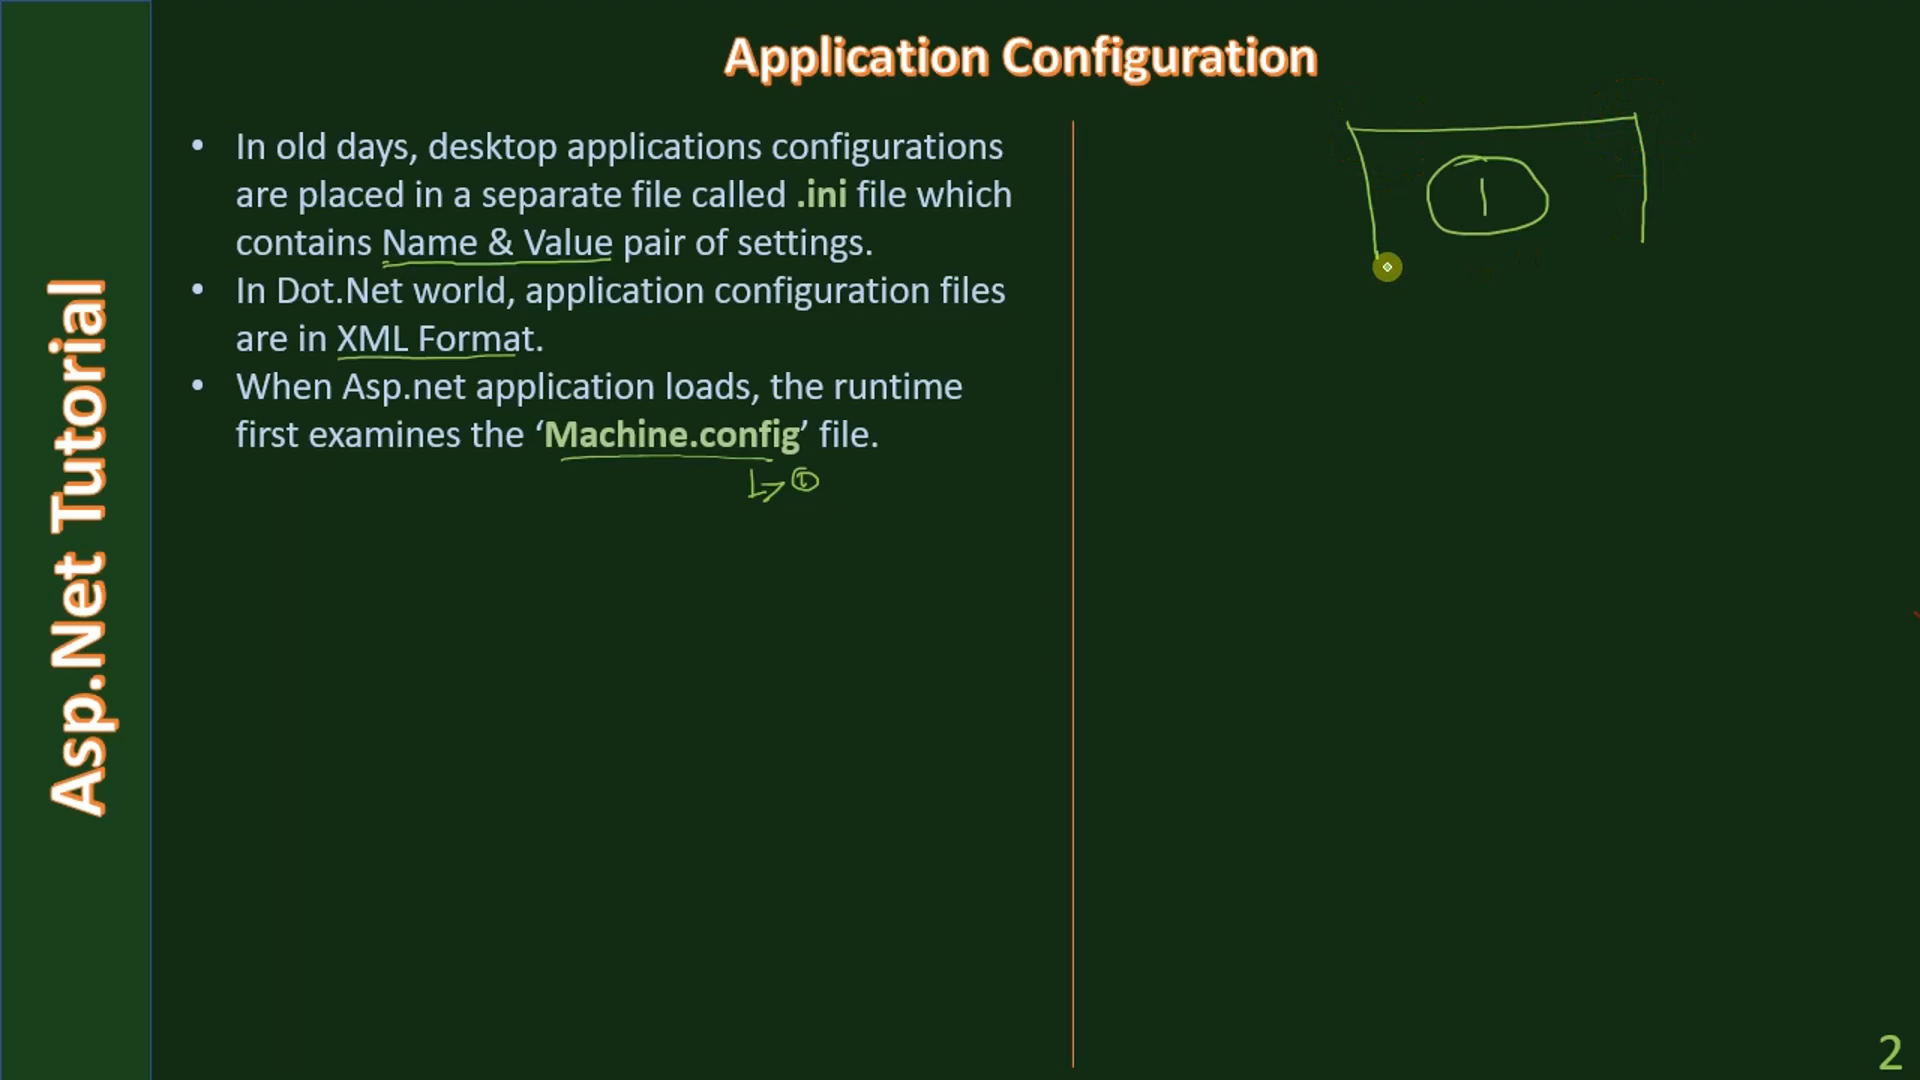 Application Configuration
Asp.Net Tutorial
• In old days, desktop applications configurations
are placed in a separate file called .ini file which
contains Name & Value pair of settings.
• In Dot.Net world, application configuration files
are in XML Format.
• When Asp.net application loads, the runtime
first examines the ‘Machine.config’ file.
1
2